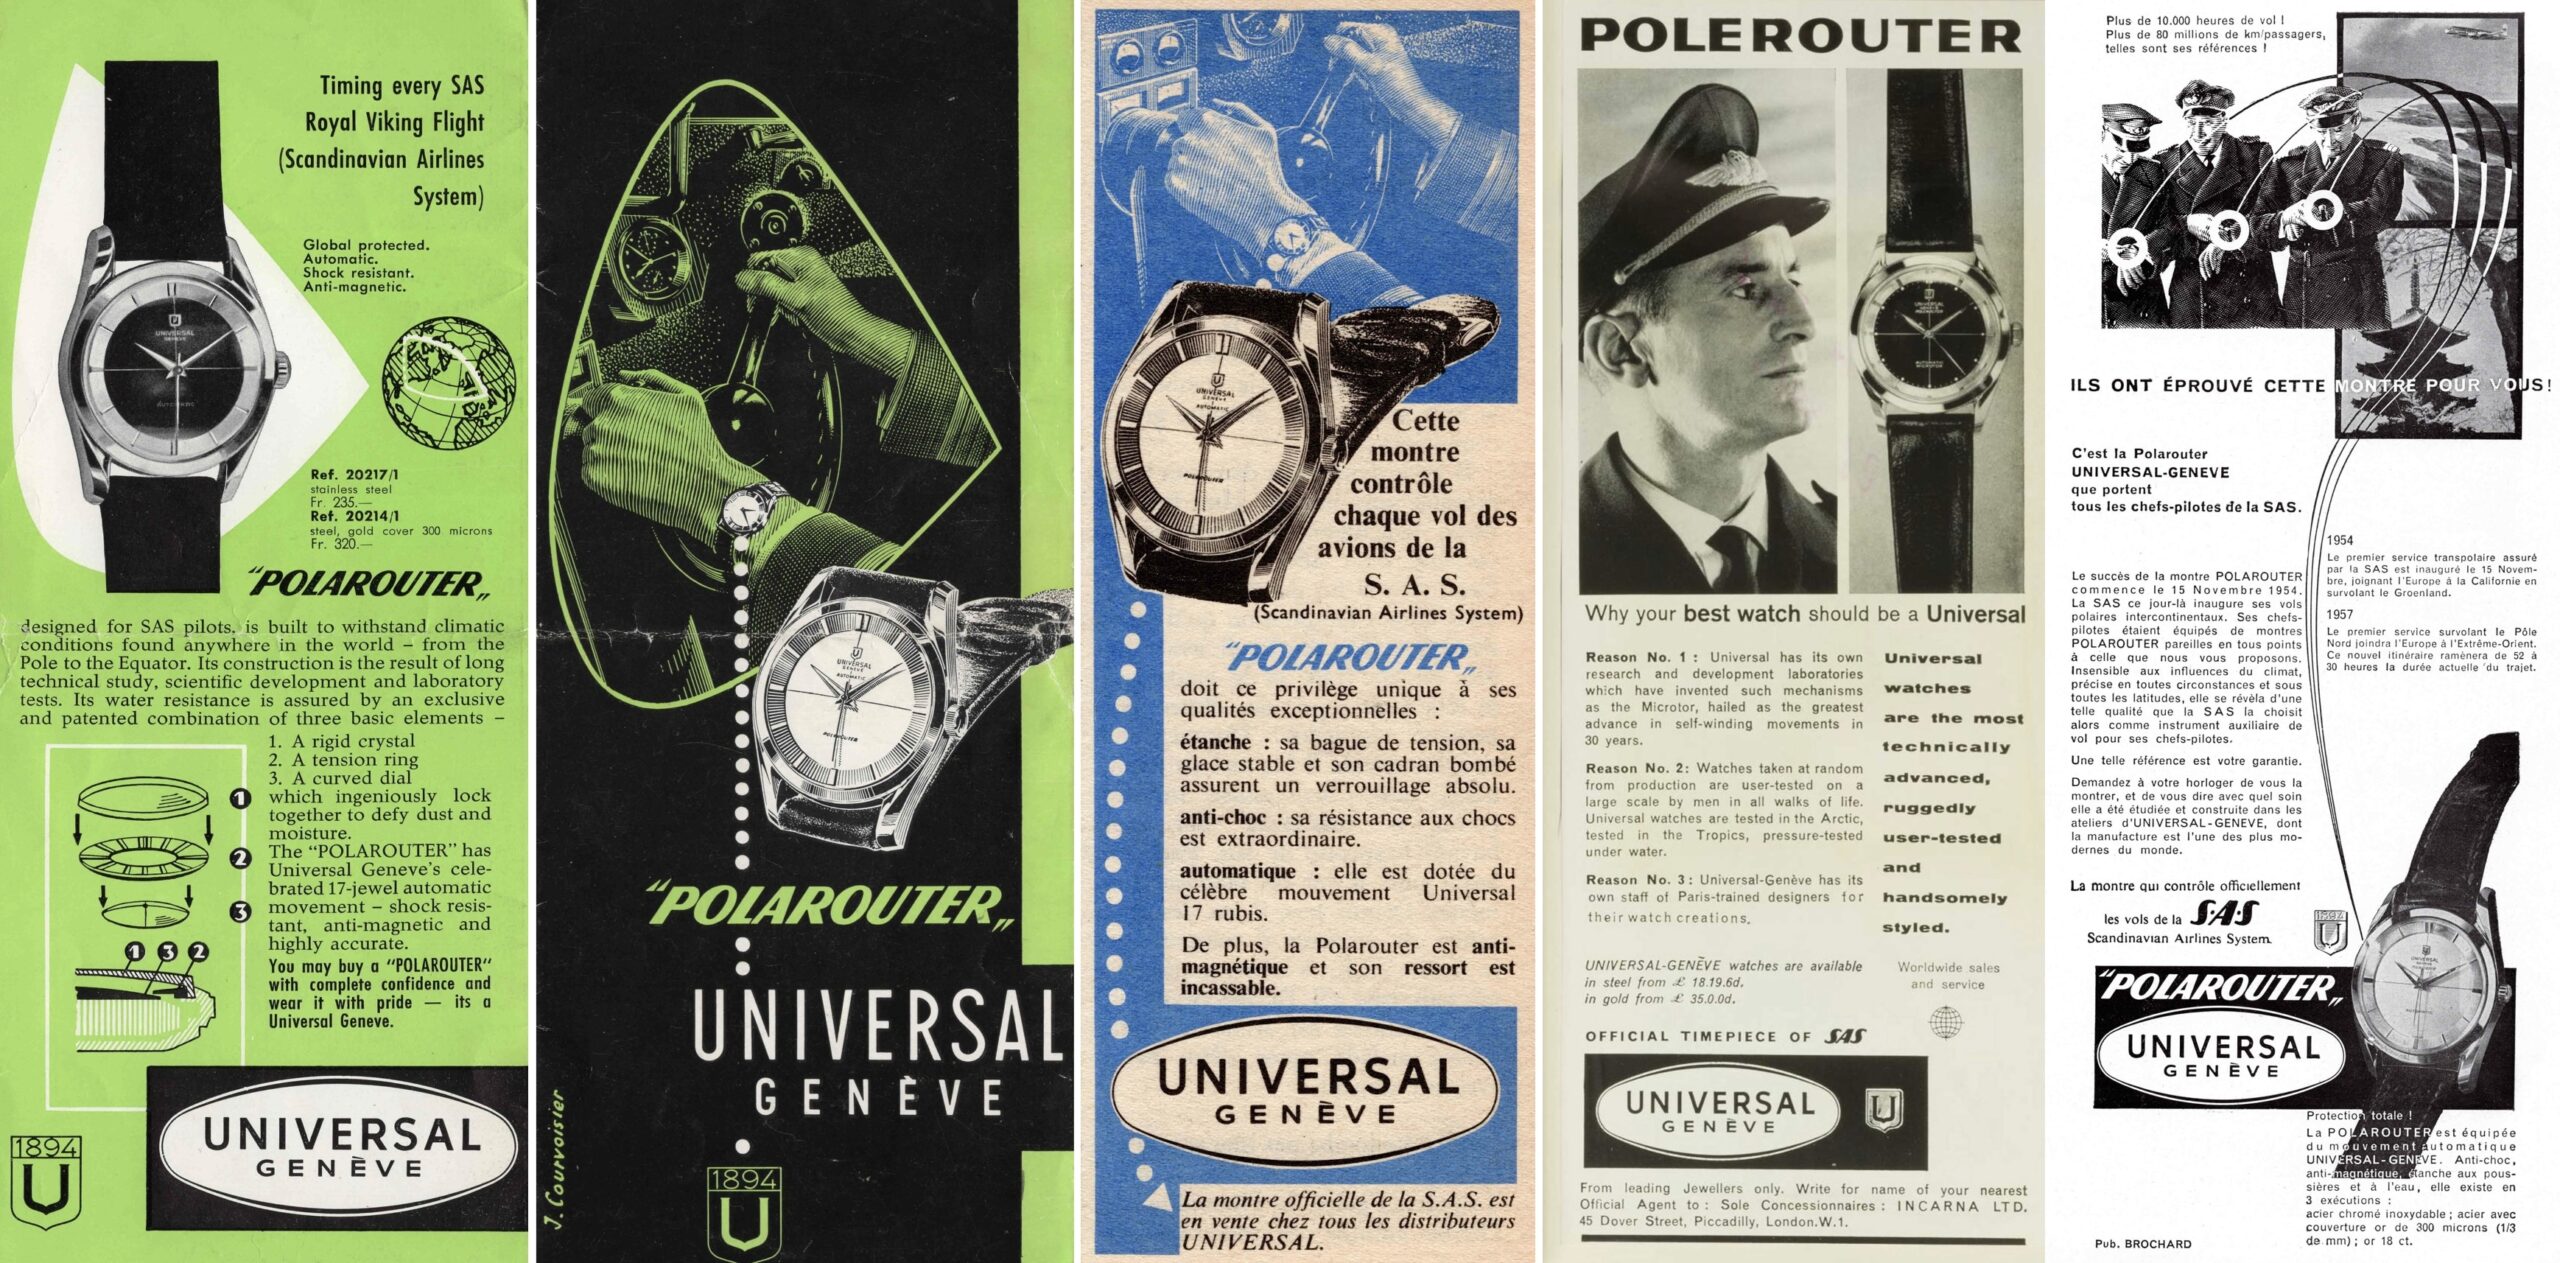 Timing every SAS
Royal Viking Flight
(Scandinavian Airlines
System)
Global protected.
Automatic.
Shock resistant.
Anti-magnetic.
UNIVERSAL
GENÈVE
AUTOMATIC
Ref. 20217/1
stainless steel
Fr. 235.—
Ref. 20214/1
steel, gold cover 300 microns
Fr. 320.—
"POLAROUTER„
designed for SAS pilots, is built to withstand climatic
conditions found anywhere in the world – from the
Pole to the Equator. Its construction is the result of long
technical study, scientific development and laboratory
tests. Its water resistance is assured by an exclusive
and patented combination of three basic elements –
1. A rigid crystal
2. A tension ring
3. A curved dial
which ingeniously lock
together to defy dust and
moisture.
The "POLAROUTER" has
Universal Geneve's cele-
brated 17-jewel automatic
movement – shock resis-
tant, anti-magnetic and
highly accurate.
You may buy a "POLAROUTER"
with complete confidence and
wear it with pride — its a
Universal Geneve.
1
2
3
1 3 2
1894
U
UNIVERSAL
GENÈVE
UNIVERSAL
GENÈVE
AUTOMATIC
POLAROUTER
"POLAROUTER„
UNIVERSAL
GENÈVE
J. Courvoisier
1894
U
UNIVERSAL
GENÈVE
AUTOMATIC
POLAROUTER
Cette
montre
contrôle
chaque vol des
avions de la
S. A. S.
(Scandinavian Airlines System)
"POLAROUTER„
doit ce privilège unique à ses
qualités exceptionnelles :
étanche : sa bague de tension, sa
glace stable et son cadran bombé
assurent un verrouillage absolu.
anti-choc : sa résistance aux chocs
est extraordinaire.
automatique : elle est dotée du
célèbre mouvement Universal
17 rubis.
De plus, la Polarouter est anti-
magnétique et son ressort est
incassable.
UNIVERSAL
GENÈVE
La montre officielle de la S.A.S. est
en vente chez tous les distributeurs
UNIVERSAL.
POLEROUTER
UNIVERSAL
GENEVE
POLEROUTER
AUTOMATIC
MICROTOR
Why your best watch should be a Universal
Reason No. 1 : Universal has its own
research and development laboratories
which have invented such mechanisms
as the Microtor, hailed as the greatest
advance in self-winding movements in
30 years.
Reason No. 2: Watches taken at random
from production are user-tested on a
large scale by men in all walks of life.
Universal watches are tested in the Arctic,
tested in the Tropics, pressure-tested
under water.
Reason No. 3: Universal-Genève has its
own staff of Paris-trained designers for
their watch creations.
Universal
watches
are the most
technically
advanced,
ruggedly
user-tested
and
handsomely
styled.
UNIVERSAL-GENÈVE watches are available
in steel from £ 18.19.6d.
in gold from £ 35.0.0d.
Worldwide sales
and service
OFFICIAL TIMEPIECE OF SAS
UNIVERSAL
GENÈVE
U
From leading Jewellers only. Write for name of your nearest
Official Agent to : Sole Concessionnaires : INCARNA LTD.
45 Dover Street, Piccadilly, London.W.1.
Plus de 10.000 heures de vol !
Plus de 80 millions de km/passagers,
telles sont ses références !
ILS ONT ÉPROUVÉ CETTE MONTRE POUR VOUS!
C'est la Polarouter
UNIVERSAL-GENEVE
que portent
tous les chefs-pilotes de la SAS.
Le succès de la montre POLAROUTER
commence le 15 Novembre 1954.
La SAS ce jour-là inaugure ses vols
polaires intercontinentaux. Ses chefs-
pilotes étaient équipés de montres
POLAROUTER pareilles en tous points
à celle que nous vous proposons.
Insensible aux influences du climat,
précise en toutes circonstances et sous
toutes les latitudes, elle se révéla d'une
telle qualité que la SAS la choisit
alors comme instrument auxiliaire de
vol pour ses chefs-pilotes.
Une telle référence est votre garantie.
Demandez à votre horloger de vous la
montrer, et de vous dire avec quel soin
elle a été étudiée et construite dans les
ateliers d'UNIVERSAL-GENEVE, dont
la manufacture est l'une des plus mo-
dernes du monde.
1954
Le premier service transpolaire assuré
par la SAS est inauguré le 15 Novem-
bre, joignant l'Europe à la Californie en
survolant le Groenland.
1957
Le premier service survolant le Pôle
Nord joindra l'Europe à l'Extrême-Orient.
Ce nouvel itinéraire ramènera de 52 à
30 heures la durée actuelle du trajet.
La montre qui contrôle officiellement
les vols de la S·A·S
Scandinavian Airlines System
1894
U
"POLAROUTER„
UNIVERSAL
GENÈVE
UNIVERSAL
AUTOMATIC
Protection totale !
La POLAROUTER est équipée
du mouvement automatique
UNIVERSAL-GENEVE. Anti-choc,
anti-magnétique, étanche aux pous-
sières et à l'eau, elle existe en
3 exécutions :
acier chromé inoxydable ; acier avec
couverture or de 300 microns (1/3
de mm) ; or 18 ct.
Pub. BROCHARD